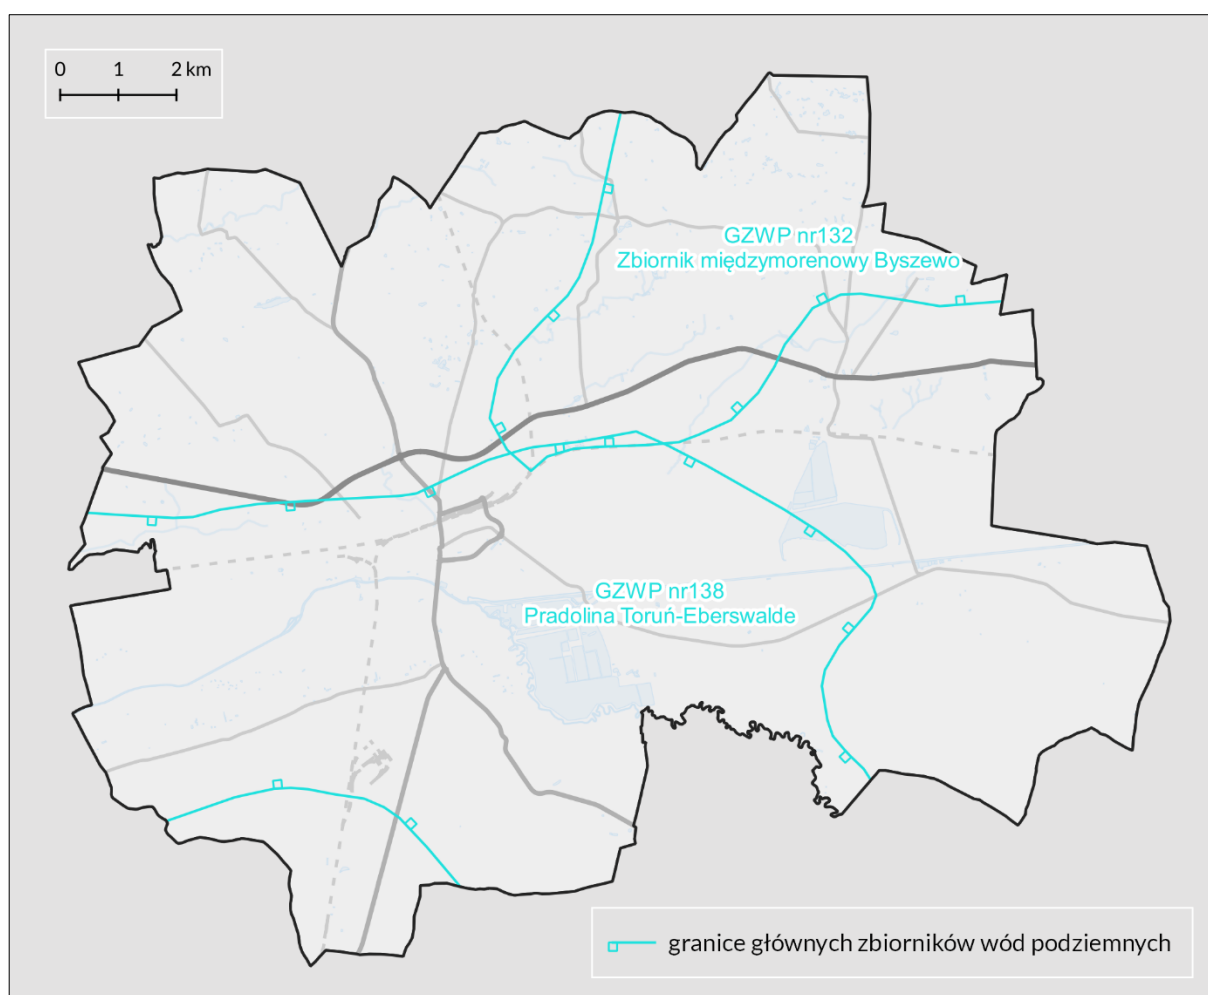 0 1 2 km
GZWP nr132
Zbiornik międzymorenowy Byszewo
GZWP nr138
Pradolina Toruń-Eberswalde
granice głównych zbiorników wód podziemnych